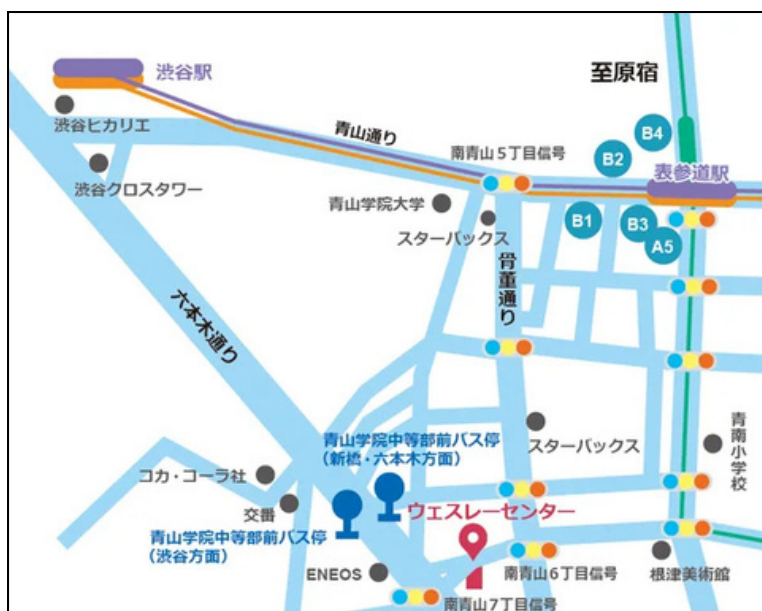 渋谷駅
至原宿
渋谷ヒカリエ
青山通り
南青山5丁目信号
B4
B2
渋谷クロスタワー
表参道駅
青山学院大学
B1
B3
スターバックス
A5
骨董通り
六本木通り
スターバックス
青南小学校
青山学院中等部前バス停
(新橋・六本木方面)
コカ・コーラ社
交番
ウェスレーセンター
青山学院中等部前バス停
(渋谷方面)
ENEOS
南青山6丁目信号
根津美術館
南青山7丁目信号